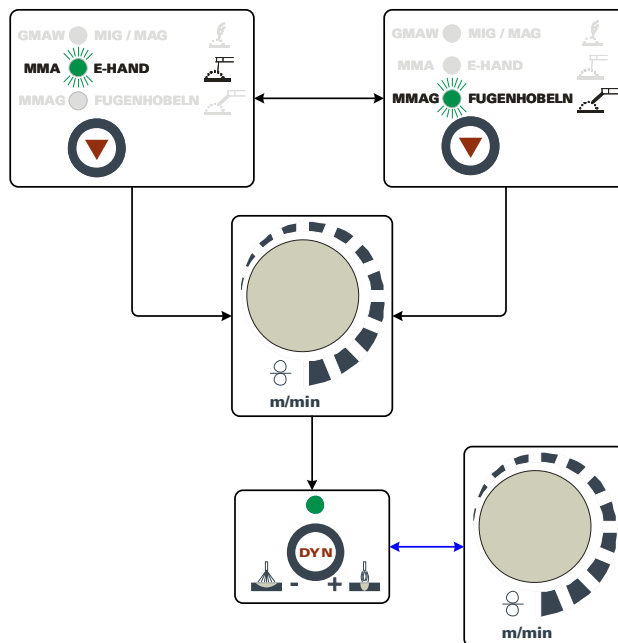 GMAW MIG / MAG
MMA E-HAND
MMAG FUGENHOBELN
GMAW MIG / MAG
MMA E-HAND
MMAG FUGENHOBELN
m/min
DYN
- +
m/min